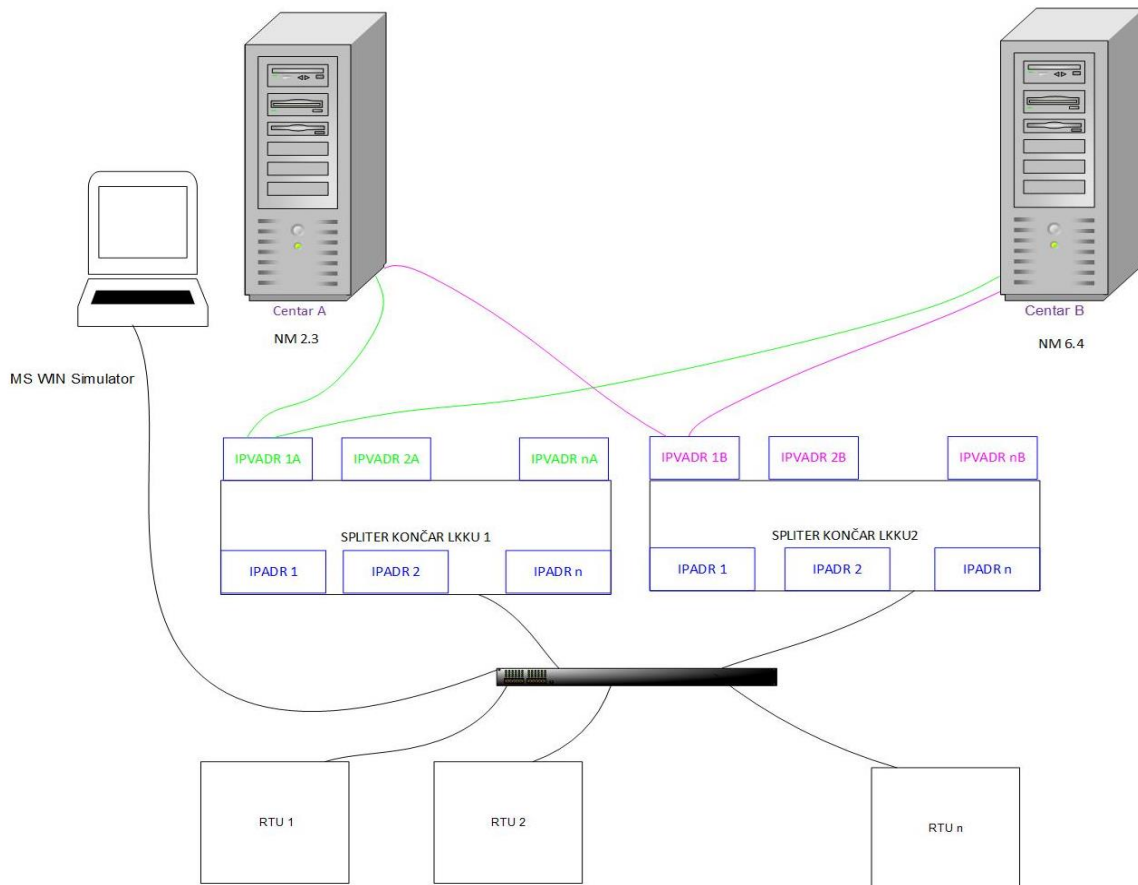 Centar A
NM 2.3
Centar B
NM 6.4
MS WIN Simulator
IPVADR 1A
IPVADR 2A
IPVADR nA
SPLITER KONČAR LKKU 1
IPADR 1
IPADR 2
IPADR n
IPVADR 1B
IPVADR 2B
IPVADR nB
SPLITER KONČAR LKKU2
IPADR 1
IPADR 2
IPADR n
RTU 1
RTU 2
RTU n